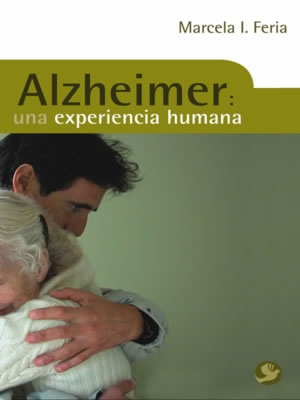 Marcela I. Feria
Alzheimer:
una experiencia humana